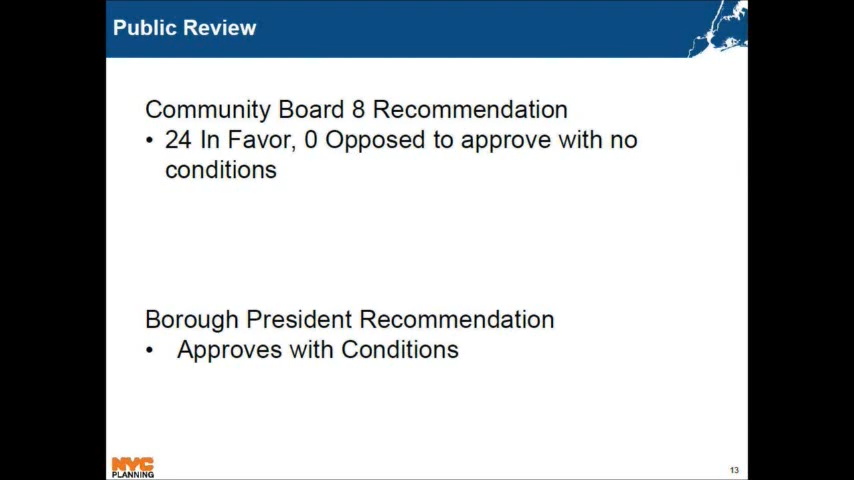 Public Review
Community Board 8 Recommendation
• 24 In Favor, 0 Opposed to approve with no
conditions
Borough President Recommendation
• Approves with Conditions
NYC
PLANNING
13